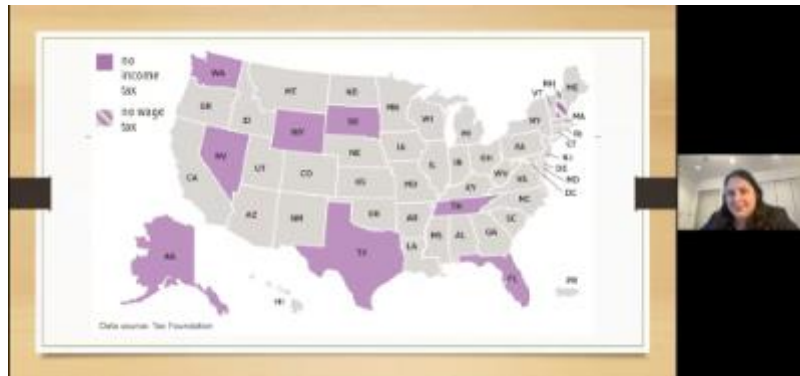 no
income
tax
no wage
tax
WA
MT
ND
MN
OR
ID
WY
SD
WI
MI
NY
VT
NH
ME
MA
RI
CT
NJ
DE
MD
DC
NV
UT
CO
NE
IA
IL
IN
OH
PA
WV
VA
CA
KS
MO
KY
NC
TN
AZ
NM
OK
AR
SC
MS
AL
GA
TX
LA
FL
AK
HI
PR
Data source: Tax Foundation